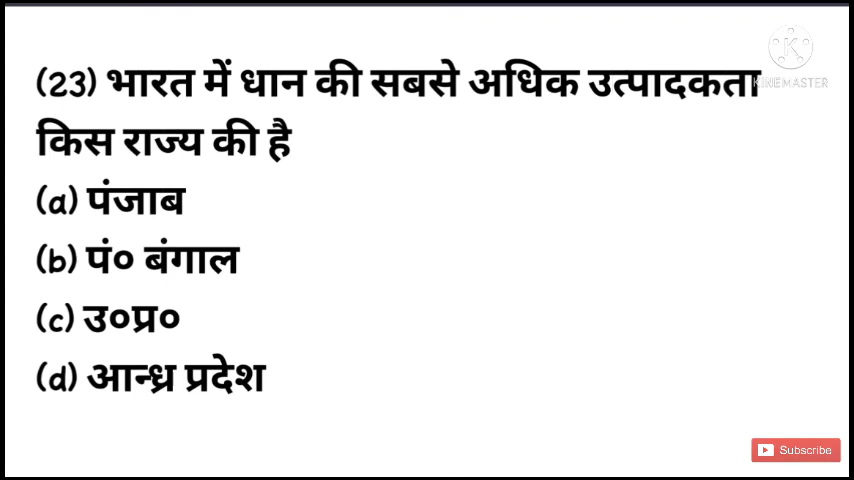 (23) भारत में धान की सबसे अधिक उत्पादकता
किस राज्य की है
(a) पंजाब
(b) पं० बंगाल
(c) उ०प्र०
(d) आन्ध्र प्रदेश
KINEMASTER
Subscribe